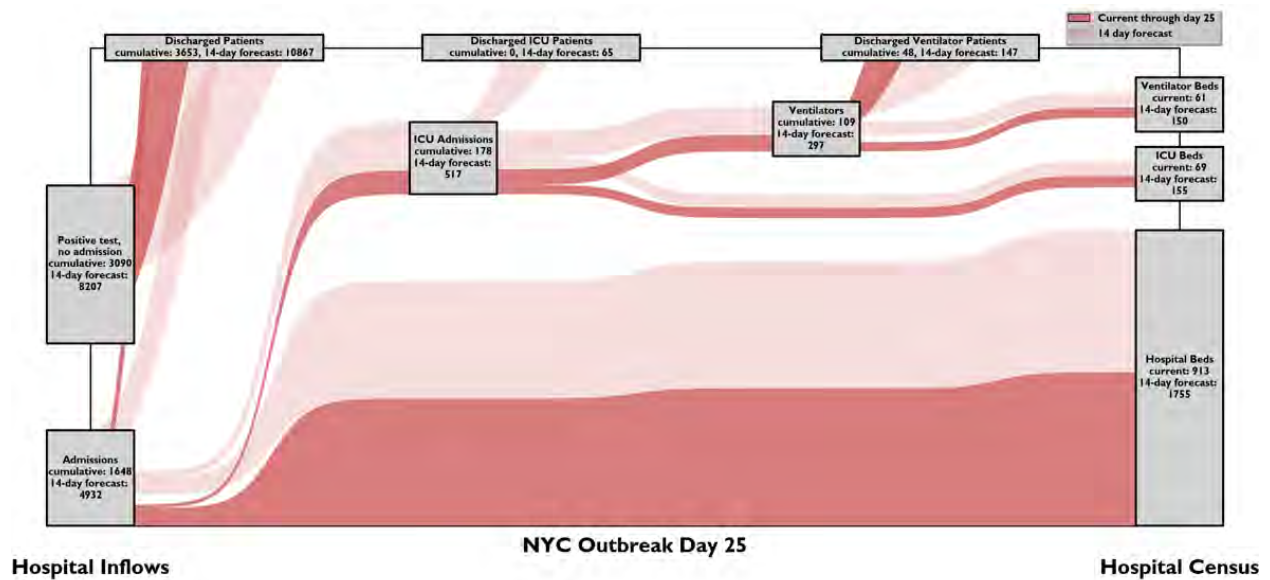 Current through day 25
14 day forecast
Discharged Patients
cumulative: 3653, 14-day forecast: 10867
Discharged ICU Patients
cumulative: 0, 14-day forecast: 65
Discharged Ventilator Patients
cumulative: 48, 14-day forecast: 147
Ventilator Beds
current: 61
14-day forecast:
150
Ventilators
cumulative: 109
14-day forecast:
297
ICU Admissions
cumulative: 178
14-day forecast:
517
ICU Beds
current: 69
14-day forecast:
155
Positive test,
no admission
cumulative: 3090
14-day forecast:
8207
Hospital Beds
current: 913
14-day forecast:
1755
Admissions
cumulative: 1648
14-day forecast:
4932
NYC Outbreak Day 25
Hospital Inflows
Hospital Census